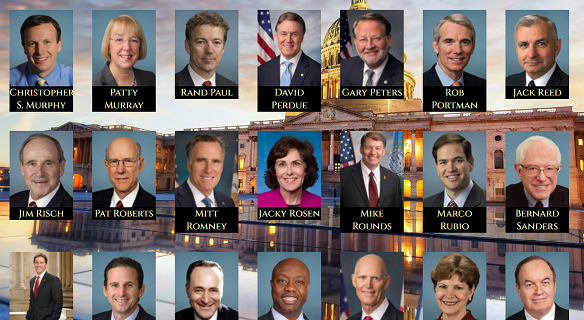 Christopher
S. Murphy
Patty
Murray
Rand Paul
David
Perdue
Gary Peters
Rob
Portman
Jack Reed
Jim Risch
Pat Roberts
Mitt
Romney
Jacky Rosen
Mike
Rounds
Marco
Rubio
Bernard
Sanders